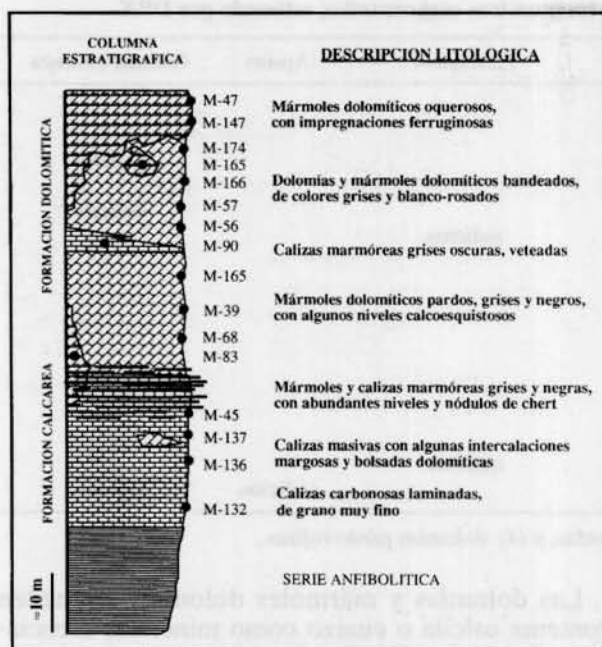 COLUMNA
ESTRATIGRAFICA
DESCRIPCION LITOLOGICA
M-47
M-147
Mármoles dolomíticos oquerosos,
con impregnaciones ferruginosas
M-174
M-165
M-166
Dolomías y mármoles dolomíticos bandeados,
de colores grises y blanco-rosados
M-57
M-56
M-90
Calizas marmóreas grises oscuras, veteadas
M-165
Mármoles dolomíticos pardos, grises y negros,
con algunos niveles calcoesquistosos
M-39
M-68
M-83
Mármoles y calizas marmóreas grises y negras,
con abundantes niveles y nódulos de chert
M-45
M-137
Calizas masivas con algunas intercalaciones
margosas y bolsadas dolomíticas
M-136
Calizas carbonosas laminadas,
de grano muy fino
M-132
SERIE ANFIBOLITICA
FORMACION DOLOMITICA
FORMACION CALCAREA
≈10 m